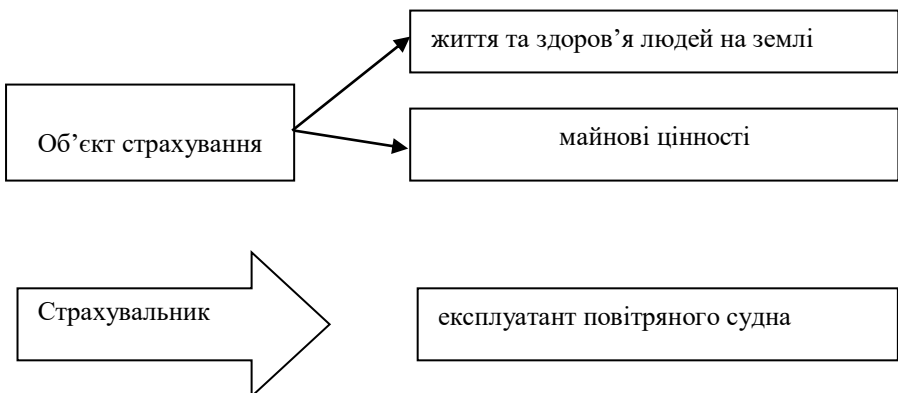 життя та здоров’я людей на землі
Об’єкт страхування
майнові цінності
Страхувальник
експлуатант повітряного судна